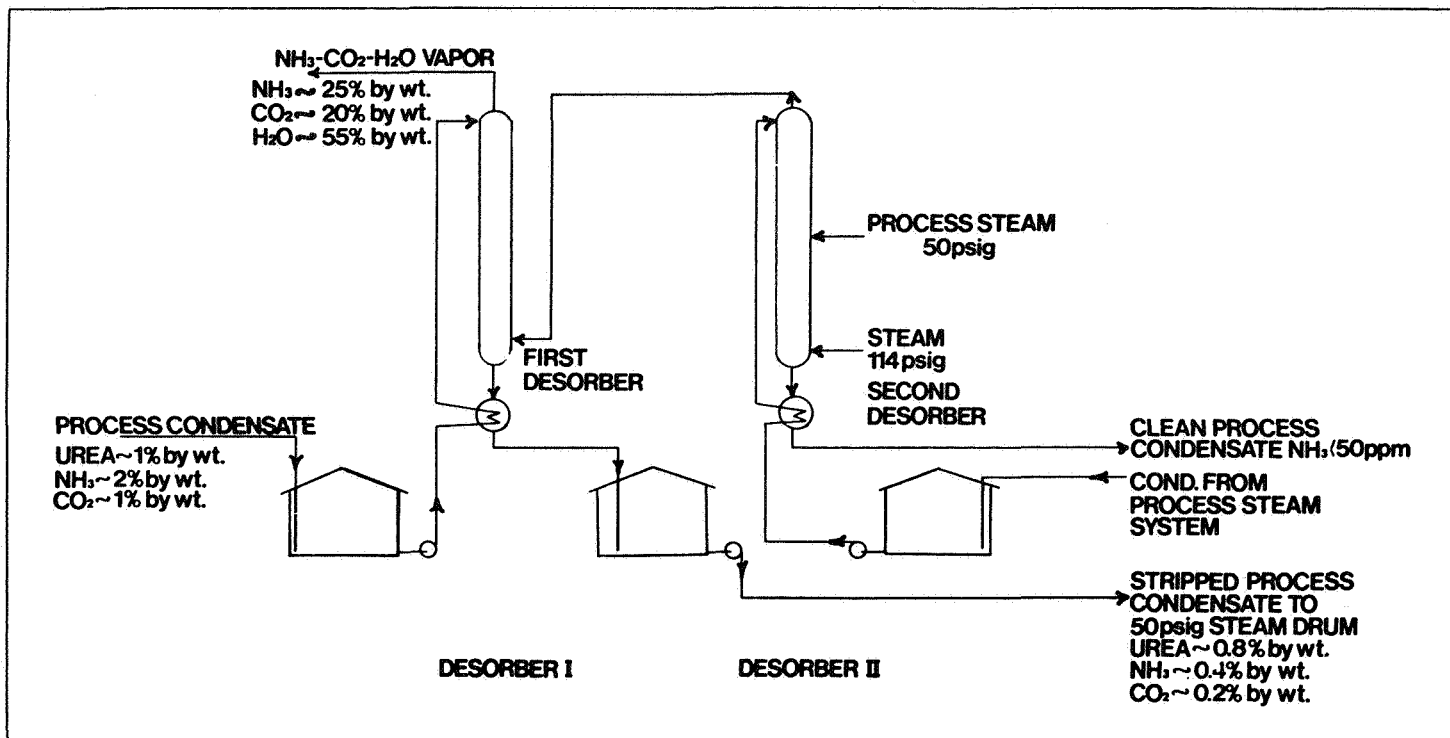 NH₃-CO₂-H₂O VAPOR
NH₃~ 25% by wt.
CO₂~ 20% by wt.
H₂O~ 55% by wt.
PROCESS STEAM
50psig
STEAM
114psig
FIRST
DESORBER
SECOND
DESORBER
PROCESS CONDENSATE
UREA~1% by wt.
NH₃~2% by wt.
CO₂~1% by wt.
CLEAN PROCESS
CONDENSATE NH₃⟨50ppm
COND. FROM
PROCESS STEAM
SYSTEM
STRIPPED PROCESS
CONDENSATE TO
50psig STEAM DRUM
UREA~0.8% by wt.
NH₃~0.4% by wt.
CO₂~0.2% by wt.
DESORBER I
DESORBER II